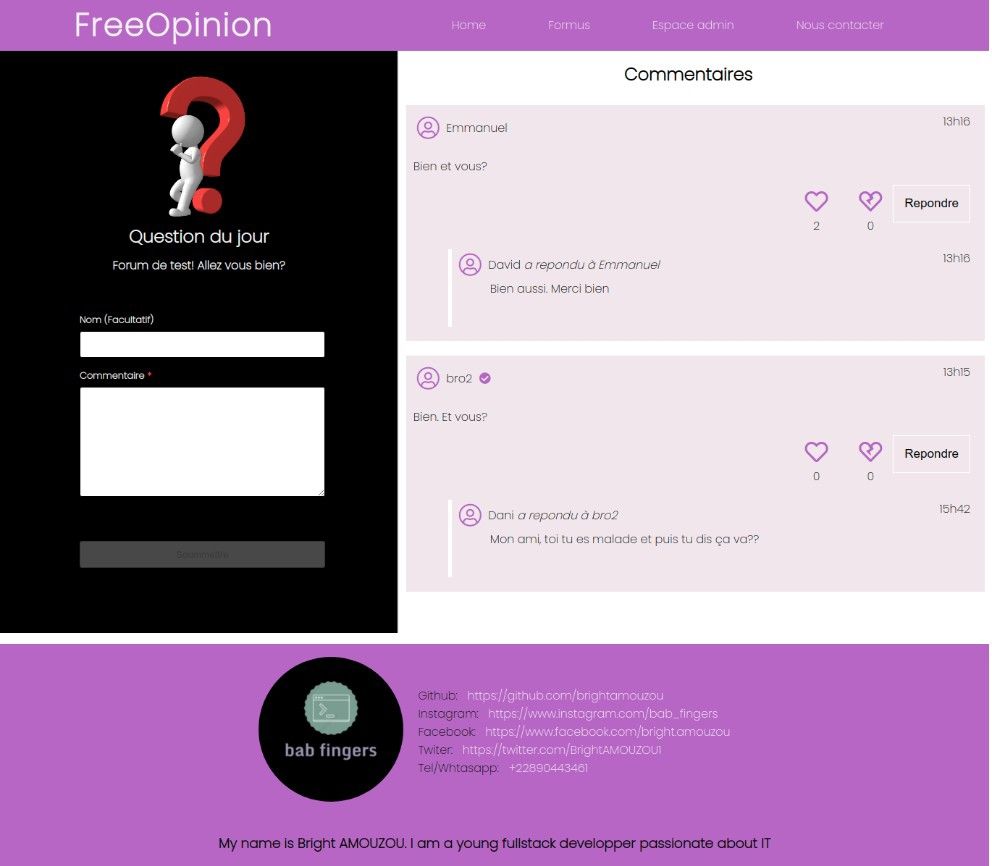 FreeOpinion
Home
Formus
Espace admin
Nous contacter
Question du jour
Forum de test! Allez vous bien?
Nom (Facultatif)
Commentaire *
Soummettre
Commentaires
Emmanuel
13h16
Bien et vous?
2
0
Repondre
David a repondu à Emmanuel
13h16
Bien aussi. Merci bien
bro2
13h15
Bien. Et vous?
0
0
Repondre
Dani a repondu à bro2
15h42
Mon ami, toi tu es malade et puis tu dis ça va??
bab fingers
Github: https://github.com/brightamouzou
Instagram: https://www.instagram.com/bab_fingers
Facebook: https://www.facebook.com/bright.amouzou
Twiter: https://twitter.com/BrightAMOUZOU1
Tel/Whtasapp: +22890443461
My name is Bright AMOUZOU. I am a young fullstack developper passionate about IT